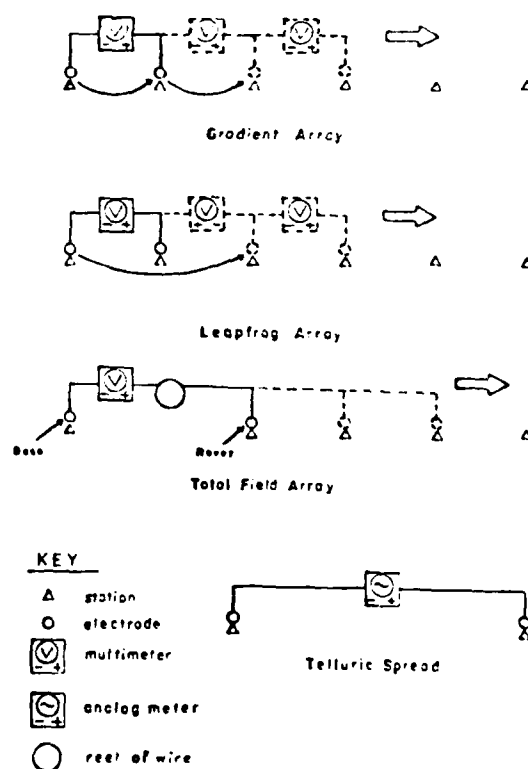 Gradient Array
Leapfrog Array
Base
Rover
Total Field Array
KEY
station
electrode
multimeter
analog meter
reel of wire
Telluric Spread